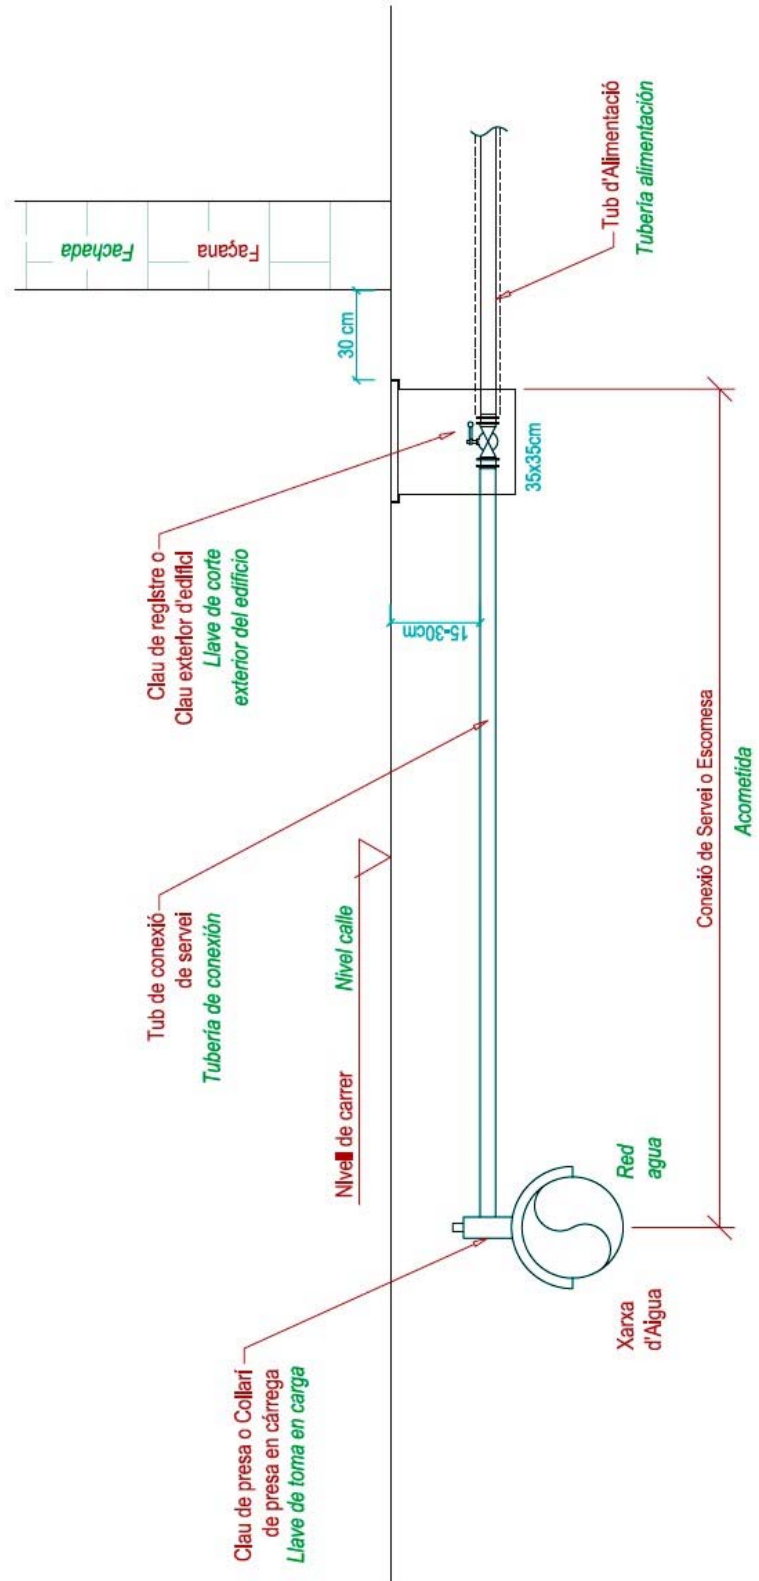 Clau de presa o Collarí
de presa en cárrega
Llave de toma en carga
Tub de conexió
de servei
Tubería de conexión
Clau de registre o
Clau exterior d'edifici
Llave de corte
exterior del edificio
Fachada
Façana
30 cm
Nivell de carrer
Nivel calle
15-30cm
35x35cm
Tub d'Alimentació
Tubería alimentación
Xarxa
d'Aigua
Red
agua
Conexió de Servei o Escomesa
Acometida